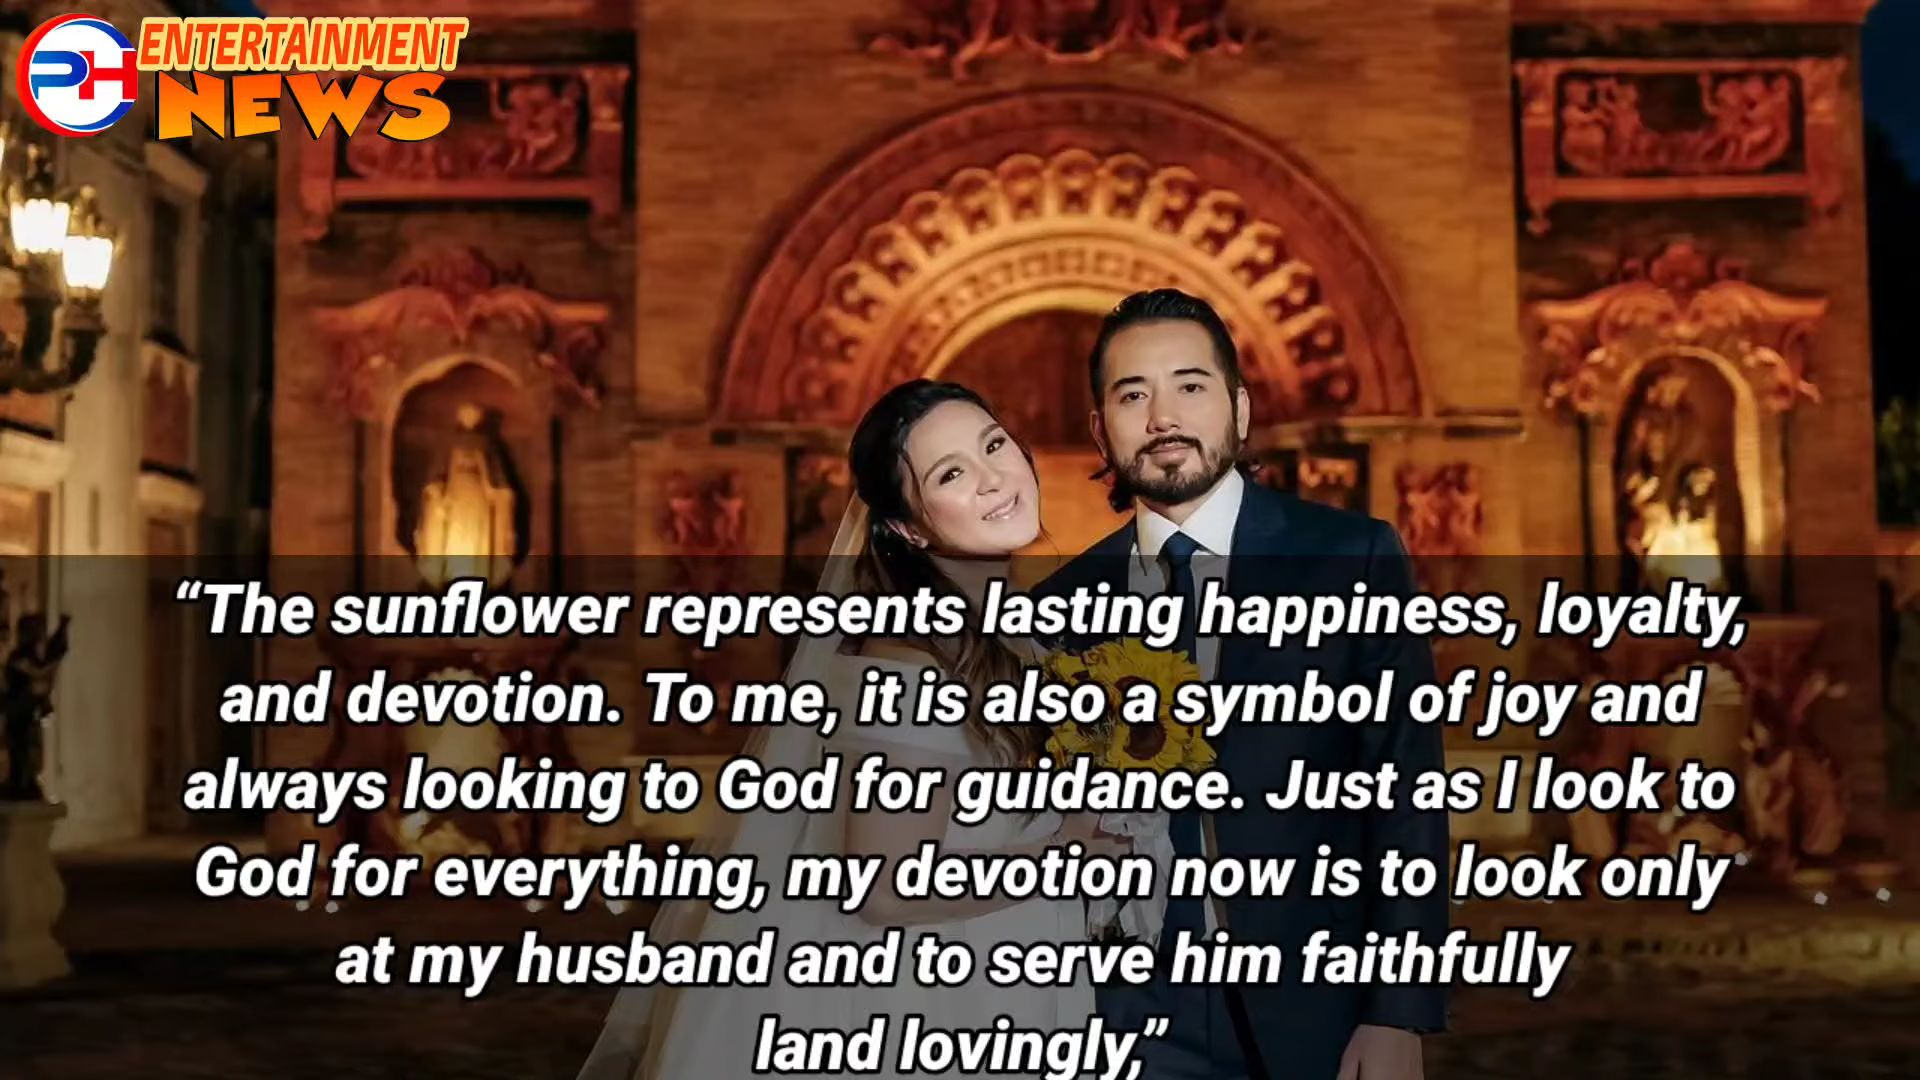 PH ENTERTAINMENT
NEWS
“The sunflower represents lasting happiness, loyalty,
and devotion. To me, it is also a symbol of joy and
always looking to God for guidance. Just as I look to
God for everything, my devotion now is to look only
at my husband and to serve him faithfully
land lovingly,”